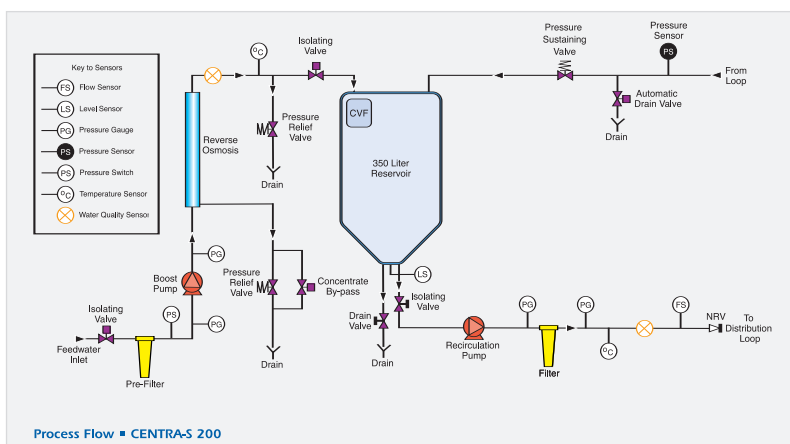 Key to Sensors
FS Flow Sensor
LS Level Sensor
PG Pressure Gauge
PS Pressure Sensor
PS Pressure Switch
°C Temperature Sensor
Water Quality Sensor
°C
Isolating
Valve
Pressure
Sustaining
Valve
Pressure
Sensor
PS
From
Loop
Automatic
Drain Valve
Drain
CVF
350 Liter
Reservoir
Reverse
Osmosis
Pressure
Relief
Valve
Drain
PG
Boost
Pump
Pressure
Relief
Valve
Concentrate
By-pass
Drain
LS
Isolating
Valve
Drain
Valve
Drain
Isolating
Valve
Feedwater
Inlet
PS
PG
Pre-Filter
Recirculation
Pump
PG
Filter
PG
°C
FS
NRV
To
Distribution
Loop
Process Flow ▪ CENTRA-S 200